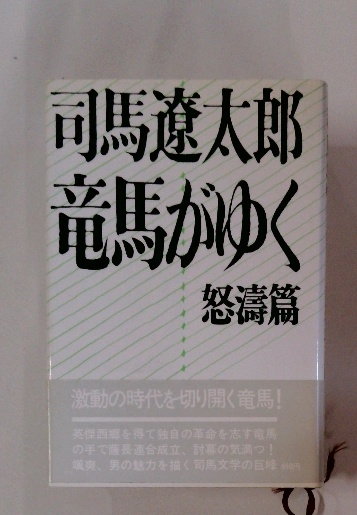 司馬遼太郎
竜馬がゆく
怒濤篇
激動の時代を切り開く竜馬！
英傑西郷を得て独自の革命を志す竜馬
の手で薩長連合成立、討幕の気満つ！
颯爽、男の魅力を描く司馬文学の巨峰